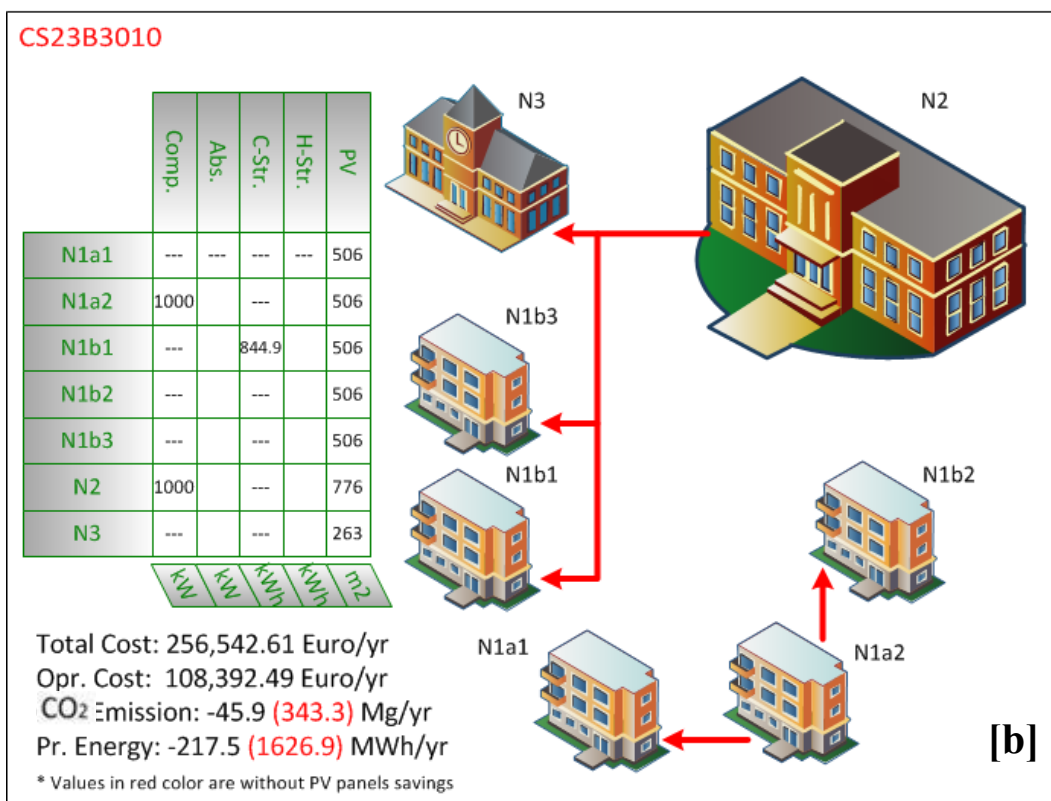 CS23B3010
Comp. Abs. C-Str. H-Str. PV
N1a1 --- --- --- --- 506
N1a2 1000 --- 506
N1b1 --- 844.9 506
N1b2 --- --- 506
N1b3 --- --- 506
N2 1000 --- 776
N3 --- --- 263
kW kW kWh kWh m2
N3
N2
N1b3
N1b1
N1b2
N1a1
N1a2
Total Cost: 256,542.61 Euro/yr
Opr. Cost: 108,392.49 Euro/yr
CO2 Emission: -45.9 (343.3) Mg/yr
Pr. Energy: -217.5 (1626.9) MWh/yr
* Values in red color are without PV panels savings
[b]